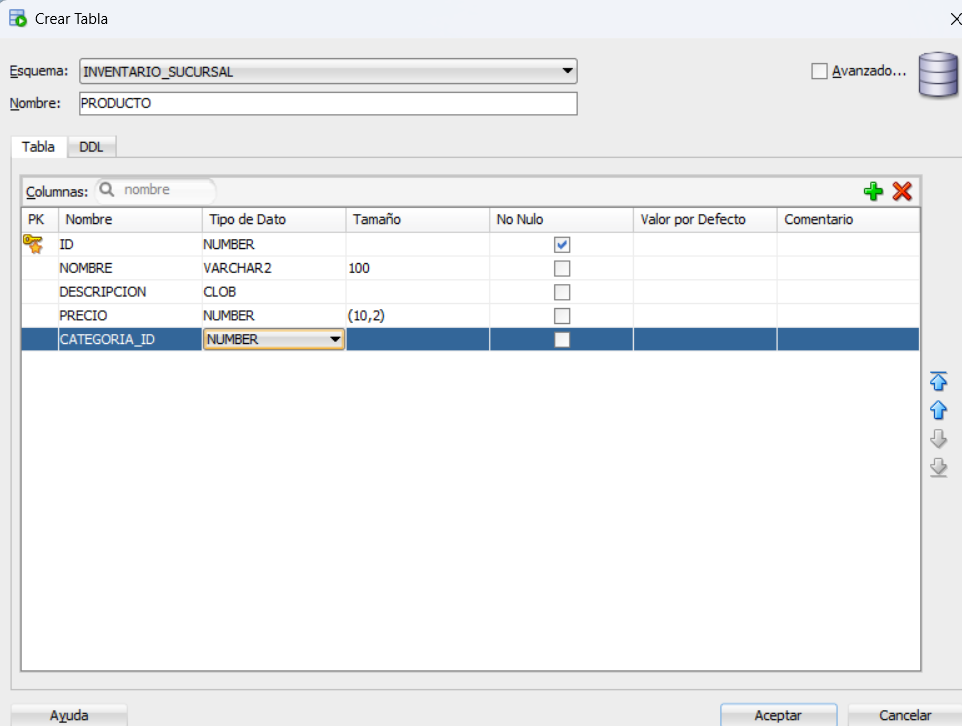 Crear Tabla
Esquema: INVENTARIO_SUCURSAL Avanzado...
Nombre: PRODUCTO
Tabla DDL
Columnas: nombre
PK Nombre Tipo de Dato Tamaño No Nulo Valor por Defecto Comentario
ID NUMBER
NOMBRE VARCHAR2 100
DESCRIPCION CLOB
PRECIO NUMBER (10,2)
CATEGORIA_ID NUMBER
Ayuda Aceptar Cancelar